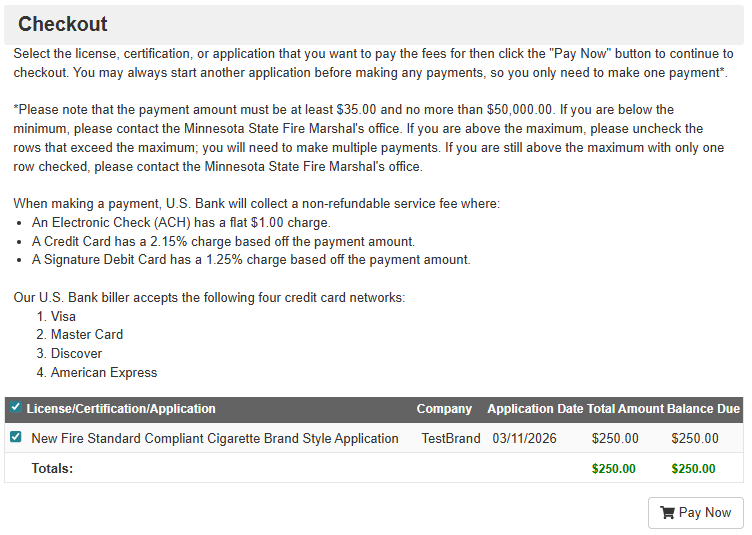 Checkout
Select the license, certification, or application that you want to pay the fees for then click the "Pay Now" button to continue to
checkout. You may always start another application before making any payments, so you only need to make one payment*.
*Please note that the payment amount must be at least $35.00 and no more than $50,000.00. If you are below the
minimum, please contact the Minnesota State Fire Marshal's office. If you are above the maximum, please uncheck the
rows that exceed the maximum; you will need to make multiple payments. If you are still above the maximum with only one
row checked, please contact the Minnesota State Fire Marshal's office.
When making a payment, U.S. Bank will collect a non-refundable service fee where:
• An Electronic Check (ACH) has a flat $1.00 charge.
• A Credit Card has a 2.15% charge based off the payment amount.
• A Signature Debit Card has a 1.25% charge based off the payment amount.
Our U.S. Bank biller accepts the following four credit card networks:
1. Visa
2. Master Card
3. Discover
4. American Express
License/Certification/Application Company Application Date Total Amount Balance Due
New Fire Standard Compliant Cigarette Brand Style Application TestBrand 03/11/2026 $250.00 $250.00
Totals: $250.00 $250.00
Pay Now